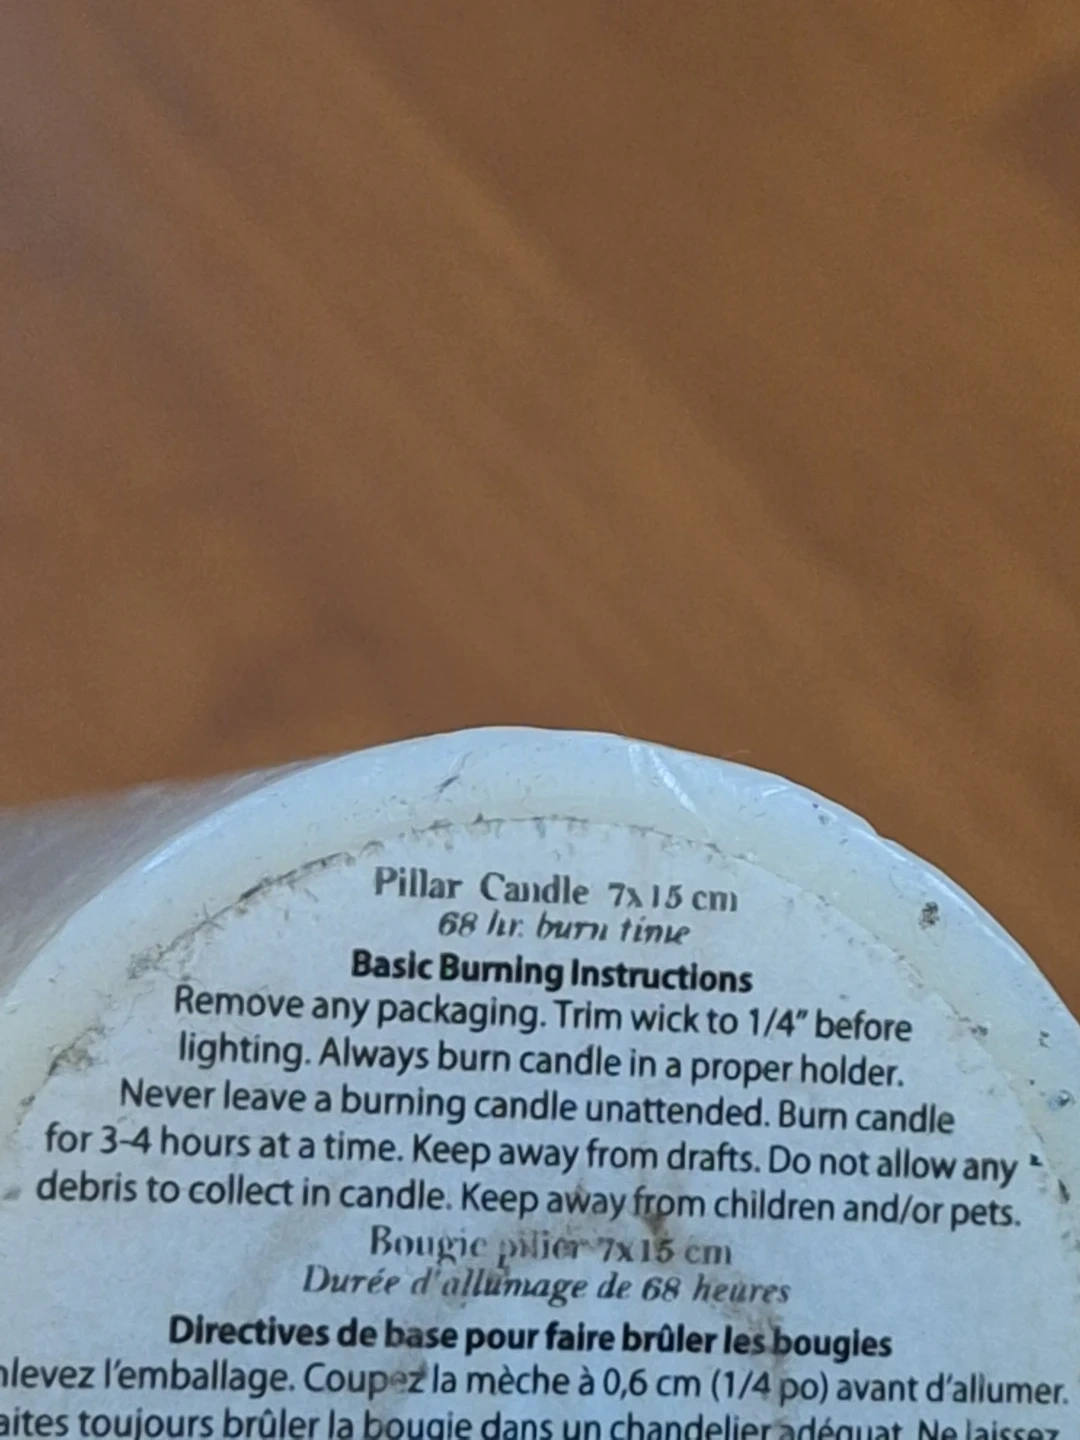 Pillar Candle 7x15 cm
68 hr. burn time
Basic Burning Instructions
Remove any packaging. Trim wick to 1/4" before
lighting. Always burn candle in a proper holder.
Never leave a burning candle unattended. Burn candle
for 3-4 hours at a time. Keep away from drafts. Do not allow any
debris to collect in candle. Keep away from children and/or pets.
Bougie pilier 7x15 cm
Durée d'allumage de 68 heures
Directives de base pour faire brûler les bougies
nlevez l'emballage. Coupez la mèche à 0,6 cm (1/4 po) avant d'allumer.
aites toujours brûler la bougie dans un chandelier adéquat. Ne laissez